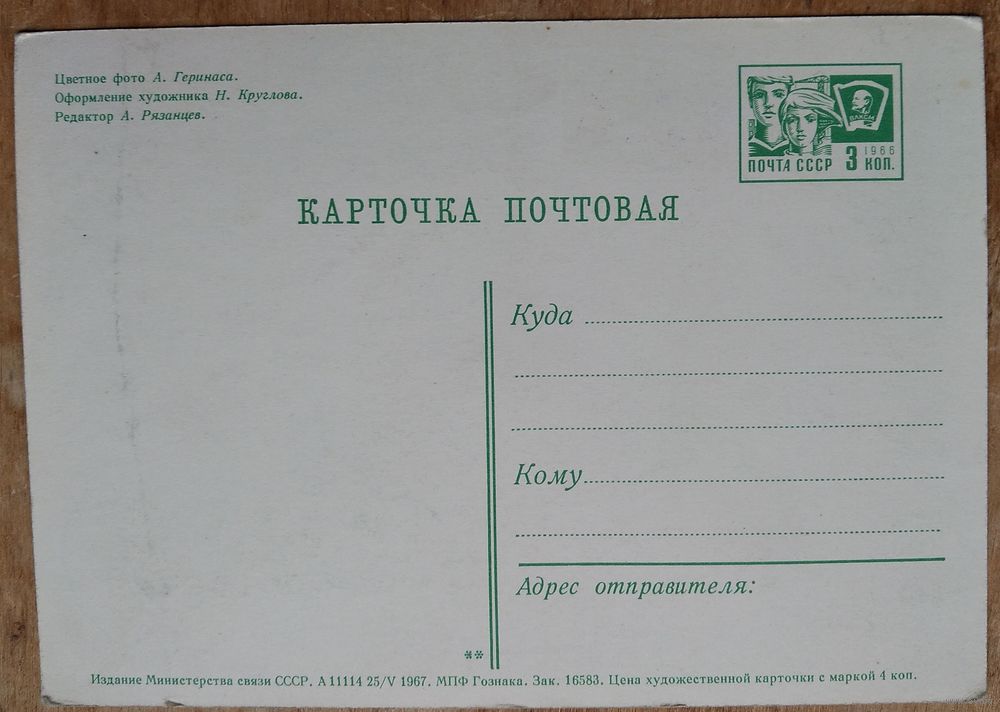 Цветное фото А. Геринаса.
Оформление художника Н. Круглова.
Редактор А. Рязанцев.
ВЛКСМ
1966
ПОЧТА СССР 3 КОП.
КАРТОЧКА ПОЧТОВАЯ
Куда
Кому
Адрес отправителя:
**
Издание Министерства связи СССР. А 11114 25/V 1967. МПФ Гознака. Зак. 16583. Цена художественной карточки с маркой 4 коп.